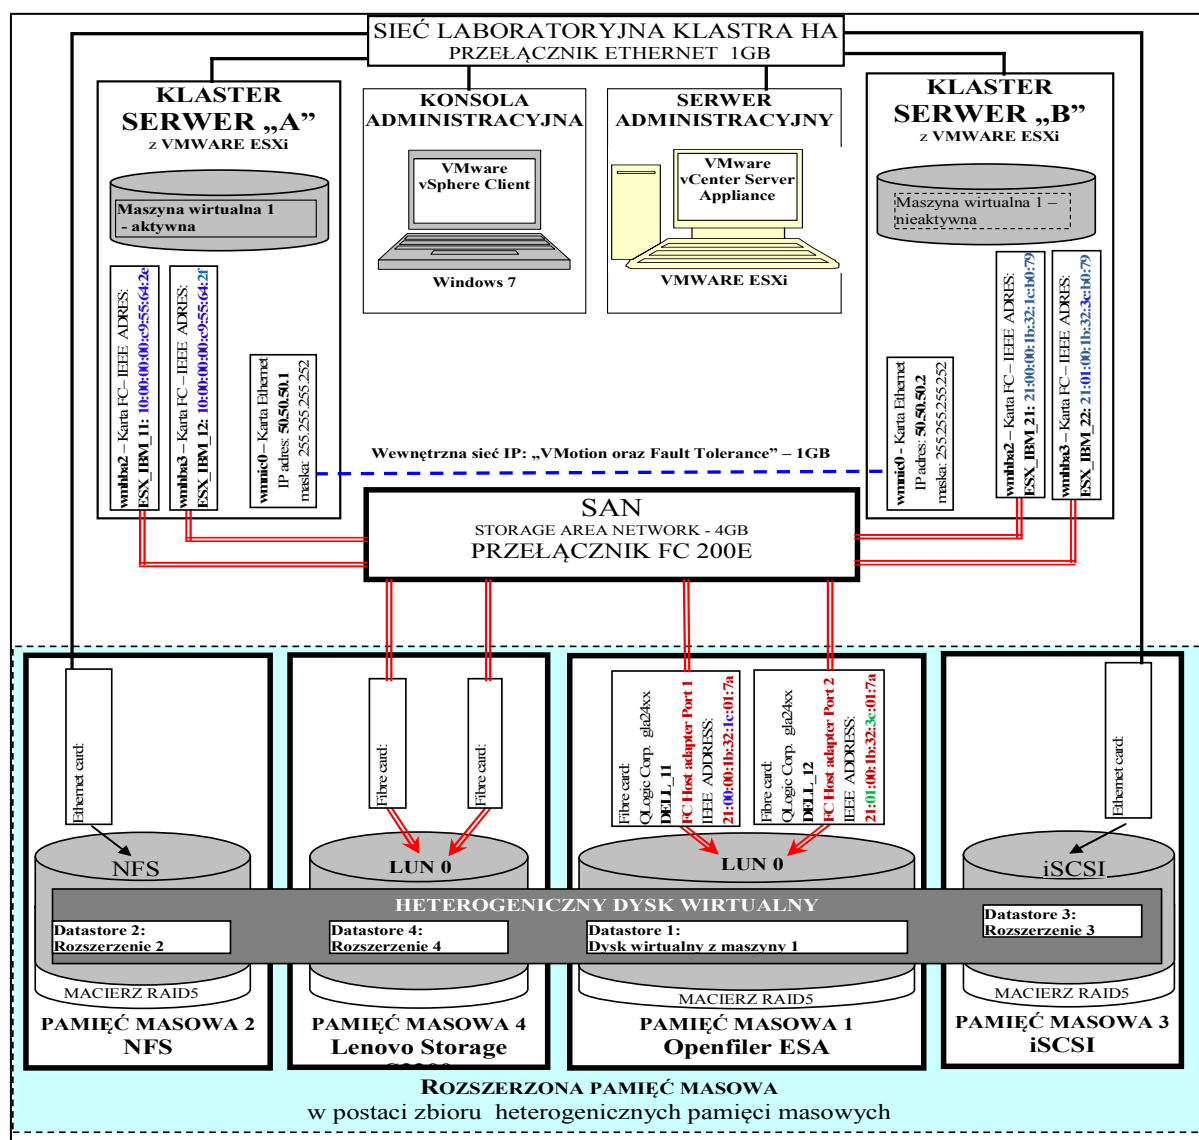 SIEĆ LABORATORYJNA KLASTRA HA
PRZEŁĄCZNIK ETHERNET 1GB
KLASTER
SERWER „A”
z VMWARE ESXi
Maszyna wirtualna 1
- aktywna
wmhba2 – Karta FC – IEEE ADRES:
ESX_IBM_11: 10:00:00:00:c9:55:64:2e
wmhba3 – Karta FC – IEEE ADRES:
ESX_IBM_12: 10:00:00:00:c9:55:64:2f
wmnic0 – Karta Ethernet
IP adres: 50.50.50.1
maska: 255.255.255.252
KONSOLA
ADMINISTRACYJNA
VMware
vSphere Client
Windows 7
SERWER
ADMINISTRACYJNY
VMware
vCenter Server
Appliance
VMWARE ESXi
KLASTER
SERWER „B”
z VMWARE ESXi
Maszyna wirtualna 1 –
nieaktywna
wmnic0 - Karta Ethernet
IP adres: 50.50.50.2
maska: 255.255.255.252
wmhba2 – Karta FC – IEEE ADRES:
ESX_IBM_21: 21:00:00:1b:32:1c:b0:79
wmhba3 – Karta FC – IEEE ADRES:
ESX_IBM_22: 21:01:00:1b:32:3c:b0:79
Wewnętrzna sieć IP: „VMotion oraz Fault Tolerance” – 1GB
SAN
STORAGE AREA NETWORK - 4GB
PRZEŁĄCZNIK FC 200E
Ethernet card:
Fibre card:
Fibre card:
Fibre card:
QLogic Corp. gla24xx
DELL_11
FC Host adapter Port 1
IEEE ADDRESS:
21:00:00:1b:32:1c:01:7a
Fibre card:
QLogic Corp. gla24xx
DELL_12
FC Host adapter Port 2
IEEE ADDRESS:
21:01:00:1b:32:3c:01:7a
Ethernet card:
NFS
LUN 0
LUN 0
iSCSI
HETEROGENICZNY DYSK WIRTUALNY
Datastore 2:
Rozszerzenie 2
Datastore 4:
Rozszerzenie 4
Datastore 1:
Dysk wirtualny z maszyny 1
Datastore 3:
Rozszerzenie 3
MACIERZ RAID5
MACIERZ RAID5
MACIERZ RAID5
PAMIĘĆ MASOWA 2
NFS
PAMIĘĆ MASOWA 4
Lenovo Storage
PAMIĘĆ MASOWA 1
Openfiler ESA
PAMIĘĆ MASOWA 3
iSCSI
ROZSZERZONA PAMIĘĆ MASOWA
w postaci zbioru heterogenicznych pamięci masowych